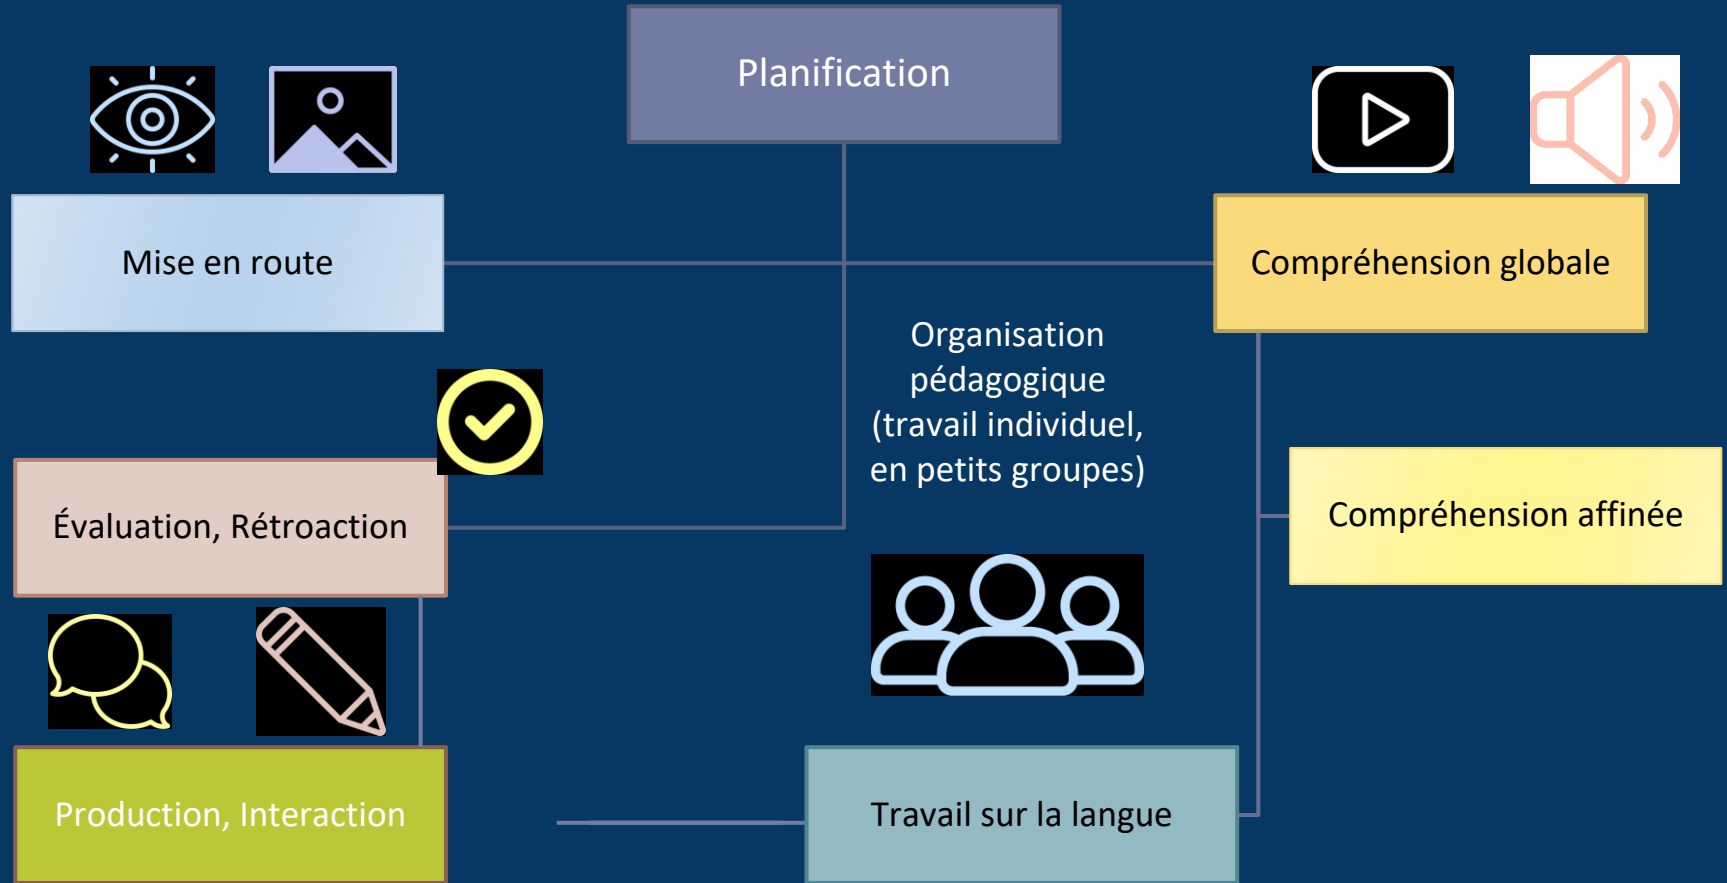 Planification
Mise en route
Compréhension globale
Organisation
pédagogique
(travail individuel,
en petits groupes)
Évaluation, Rétroaction
Compréhension affinée
Production, Interaction
Travail sur la langue